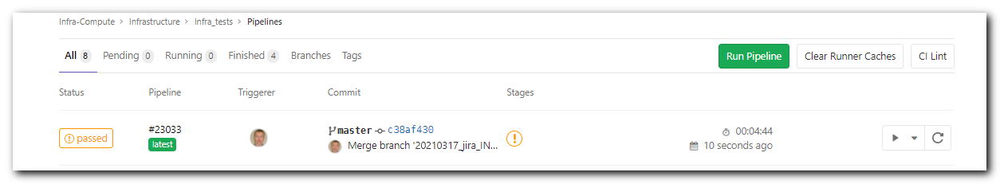 Infra-Compute > Infrastructure > Infra_tests > Pipelines
All 8 Pending 0 Running 0 Finished 4 Branches Tags Run Pipeline Clear Runner Caches CI Lint
Status Pipeline Triggerer Commit Stages
passed #23033 master c38af430 00:04:44
latest Merge branch '20210317_jira_IN... 10 seconds ago